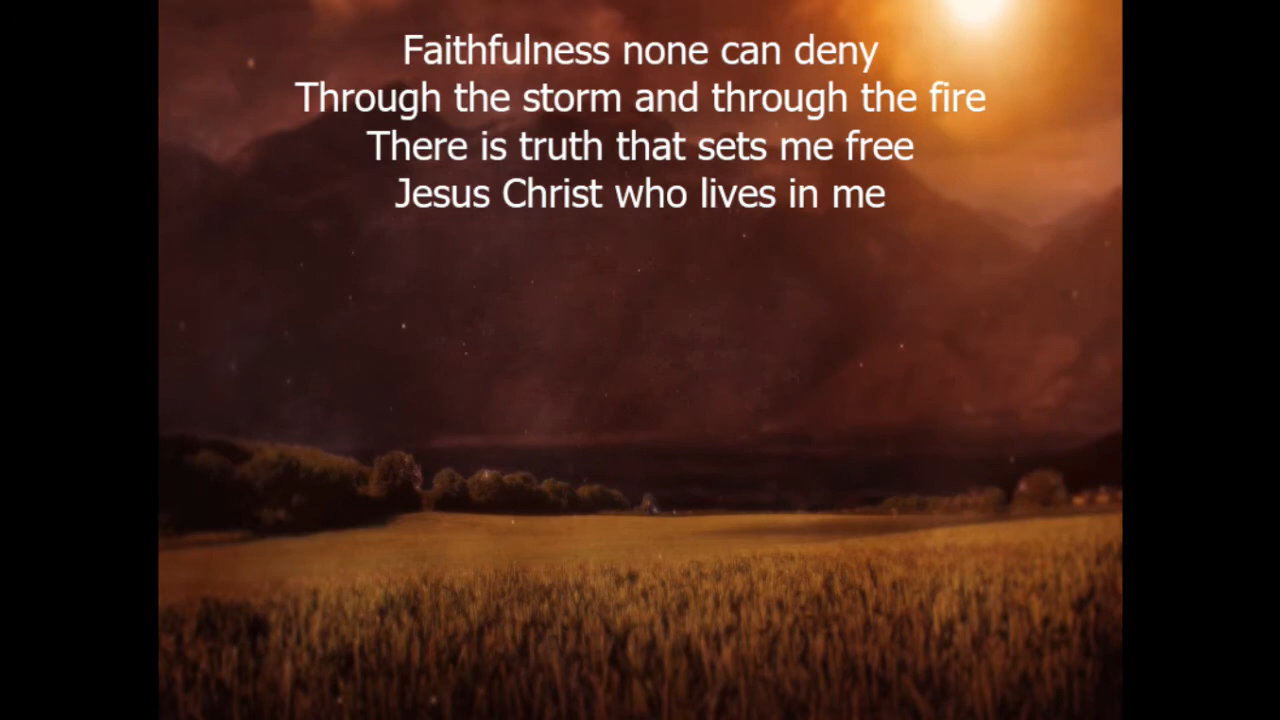 Faithfulness none can deny
Through the storm and through the fire
There is truth that sets me free
Jesus Christ who lives in me